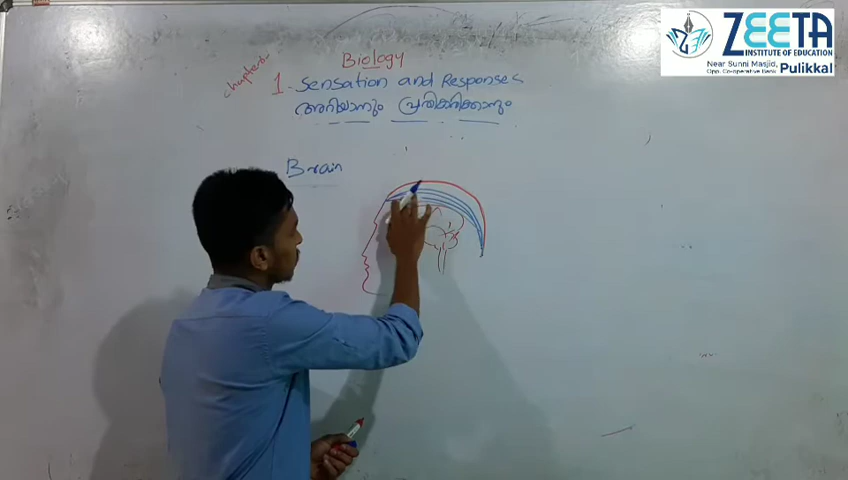 ZEETA
INSTITUTE OF EDUCATION
Near Sunni Masjid,
Opp. Co-operative Bank Pulikkal
Biology
chapter
1. Sensation and Responses
അറിയാനും പ്രതികരിക്കാനും
Brain